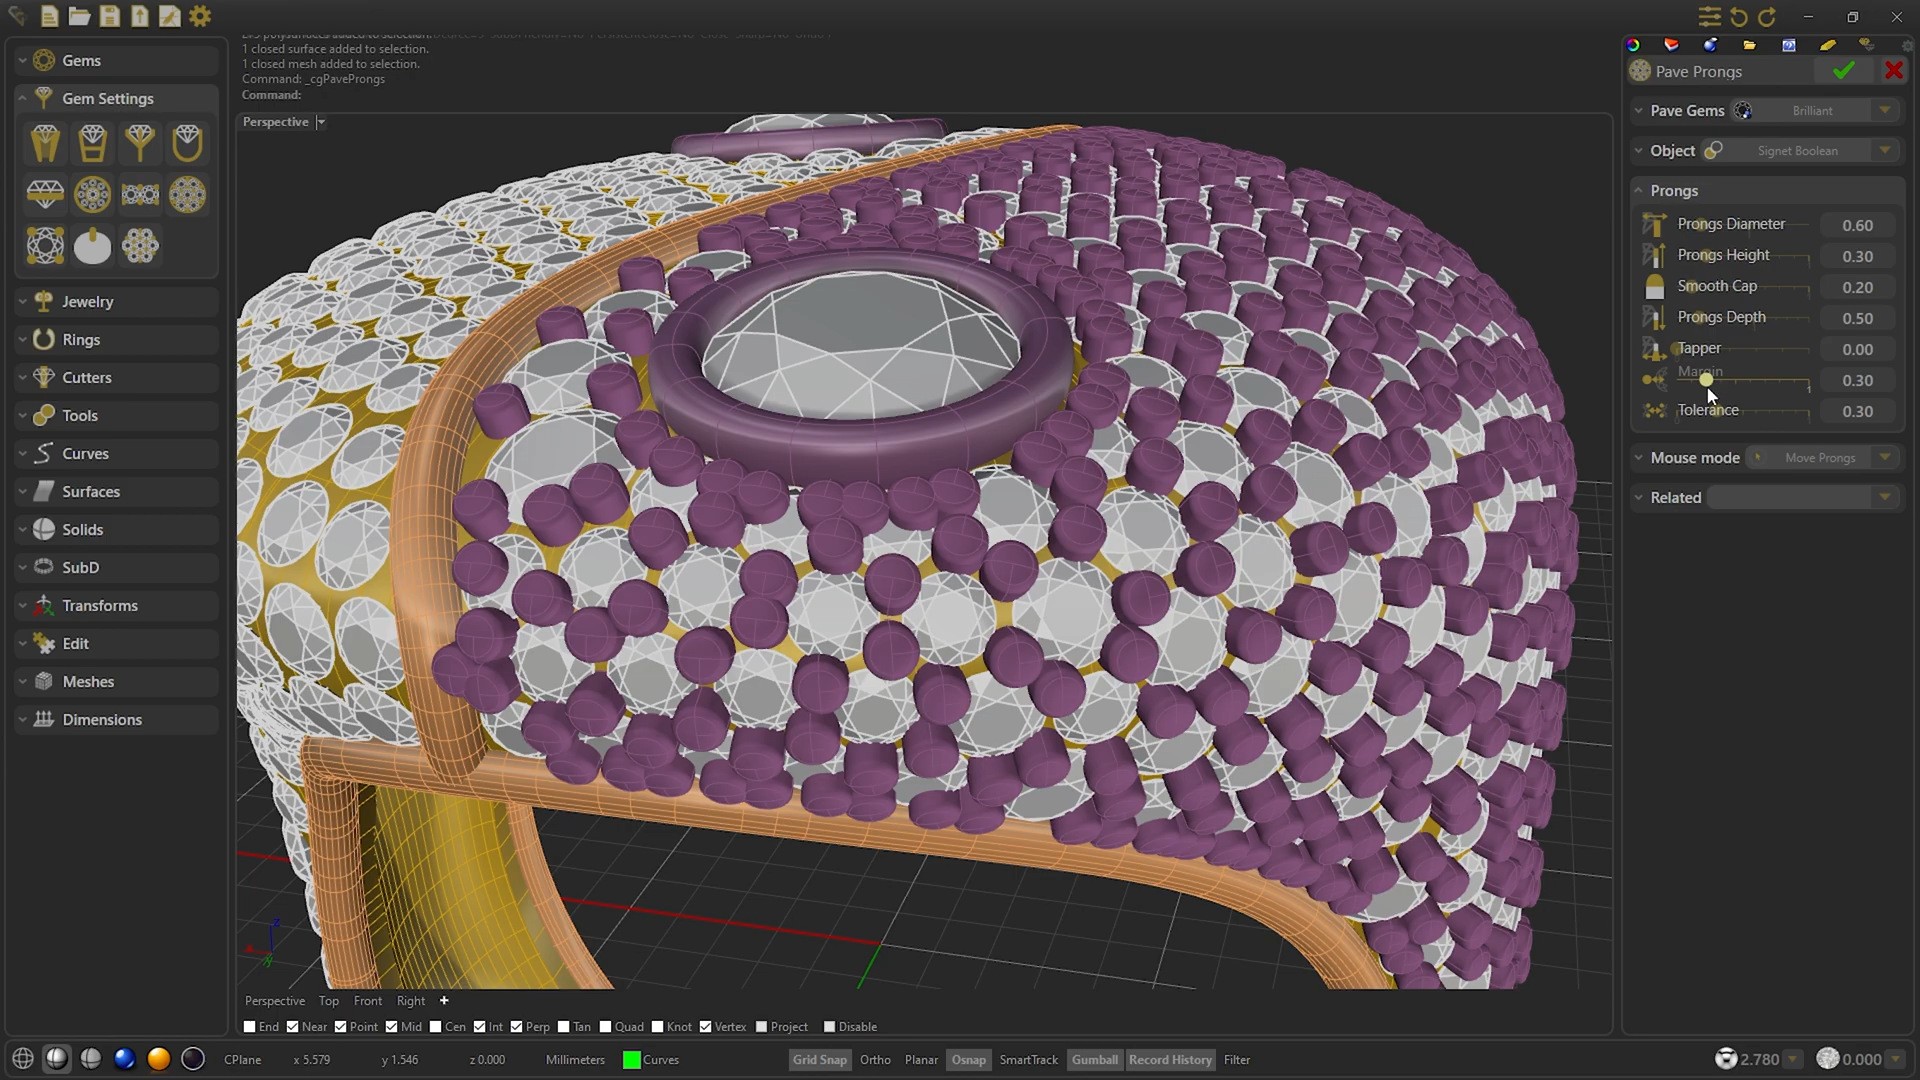 1 closed surface added to selection.
1 closed mesh added to selection.
Command: _cgPaveProngs
Command:
Perspective
Gems
Gem Settings
Jewelry
Rings
Cutters
Tools
Curves
Surfaces
Solids
SubD
Transforms
Edit
Meshes
Dimensions
Pave Prongs
Pave Gems Brilliant
Object Signet Boolean
Prongs
Prongs Diameter 0.60
Prongs Height 0.30
Smooth Cap 0.20
Prongs Depth 0.50
Tapper 0.00
Margin 0.30
1
Tolerance 0.30
Mouse mode Move Prongs
Related
z
Perspective Top Front Right
End Near Point Mid Cen Int Perp Tan Quad Knot Vertex Project Disable
CPlane x 5.579 y 1.546 z 0.000 Millimeters Curves Grid Snap Ortho Planar Osnap SmartTrack Gumball Record History Filter 2.780 0.000